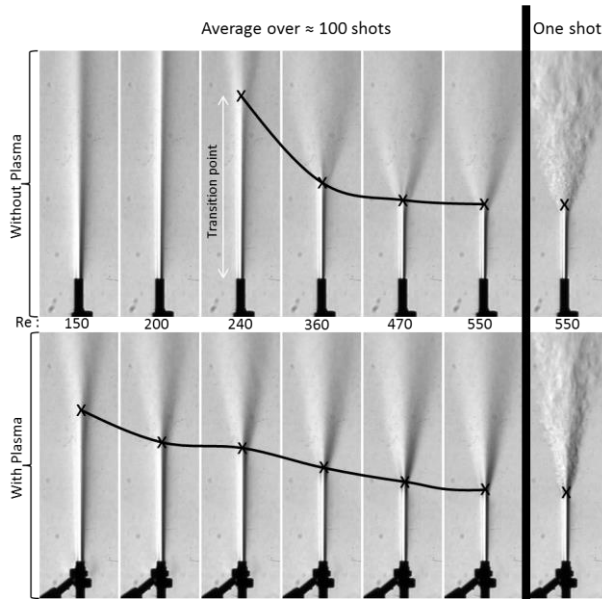 Average over ≈ 100 shots
One shot
Without Plasma
Transition point
Re : 150 200 240 360 470 550 550
With Plasma